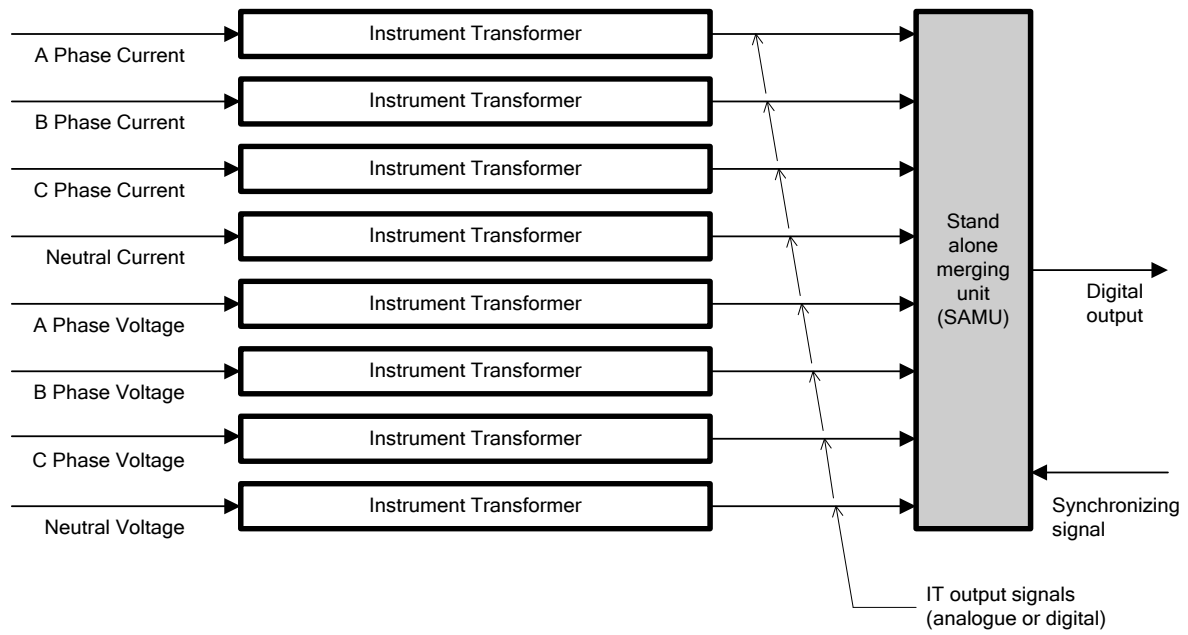 Instrument Transformer
A Phase Current
Instrument Transformer
B Phase Current
Instrument Transformer
C Phase Current
Instrument Transformer
Neutral Current
Instrument Transformer
A Phase Voltage
Instrument Transformer
B Phase Voltage
Instrument Transformer
C Phase Voltage
Instrument Transformer
Neutral Voltage
Stand
alone
merging
unit
(SAMU)
Digital
output
Synchronizing
signal
IT output signals
(analogue or digital)